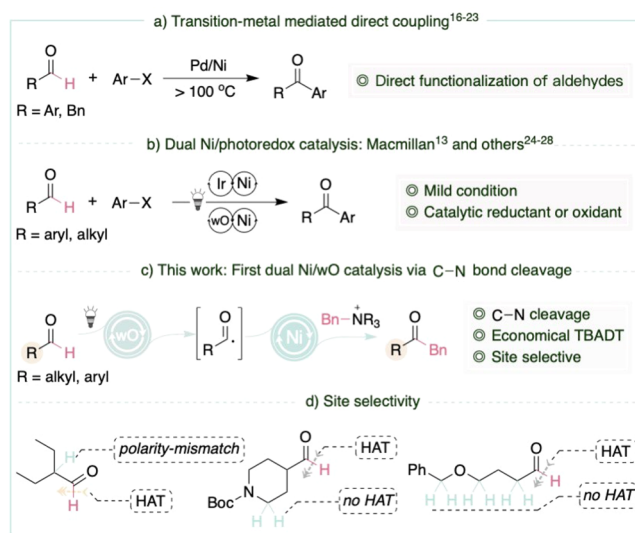 a) Transition-metal mediated direct coupling16-23
O
R H + Ar–X Pd/Ni O
> 100 ºC R Ar
R = Ar, Bn
◎ Direct functionalization of aldehydes
b) Dual Ni/photoredox catalysis: Macmillan13 and others24-28
O
R H + Ar–X Ir Ni O
wO Ni R Ar
R = aryl, alkyl
◎ Mild condition
◎ Catalytic reductant or oxidant
c) This work: First dual Ni/wO catalysis via C–N bond cleavage
O
R H wO O
R . Ni Bn–NR3 +
O
R Bn
R = alkyl, aryl
◎ C–N cleavage
◎ Economical TBADT
◎ Site selective
d) Site selectivity
H polarity-mismatch
O
H HAT
O HAT
H
Boc N no HAT
H H
Ph O O HAT
H
H H H H H H no HAT